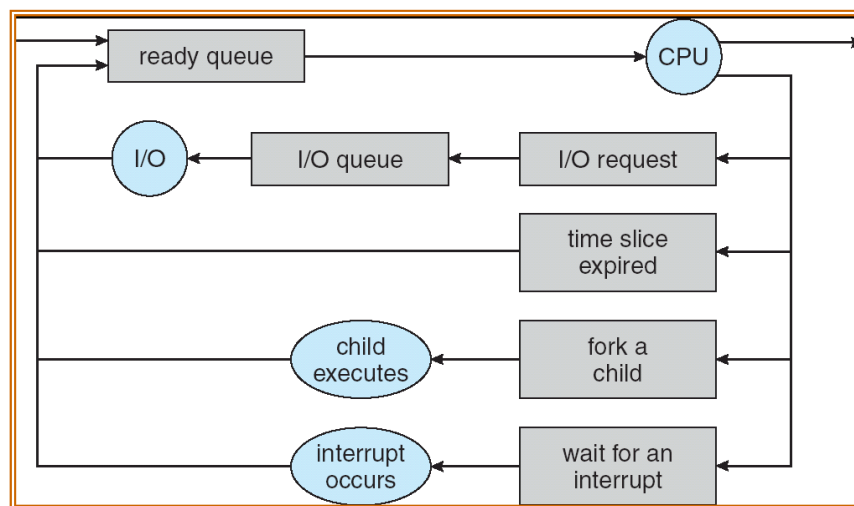 ready queue
CPU
I/O
I/O queue
I/O request
time slice
expired
child
executes
fork a
child
interrupt
occurs
wait for an
interrupt